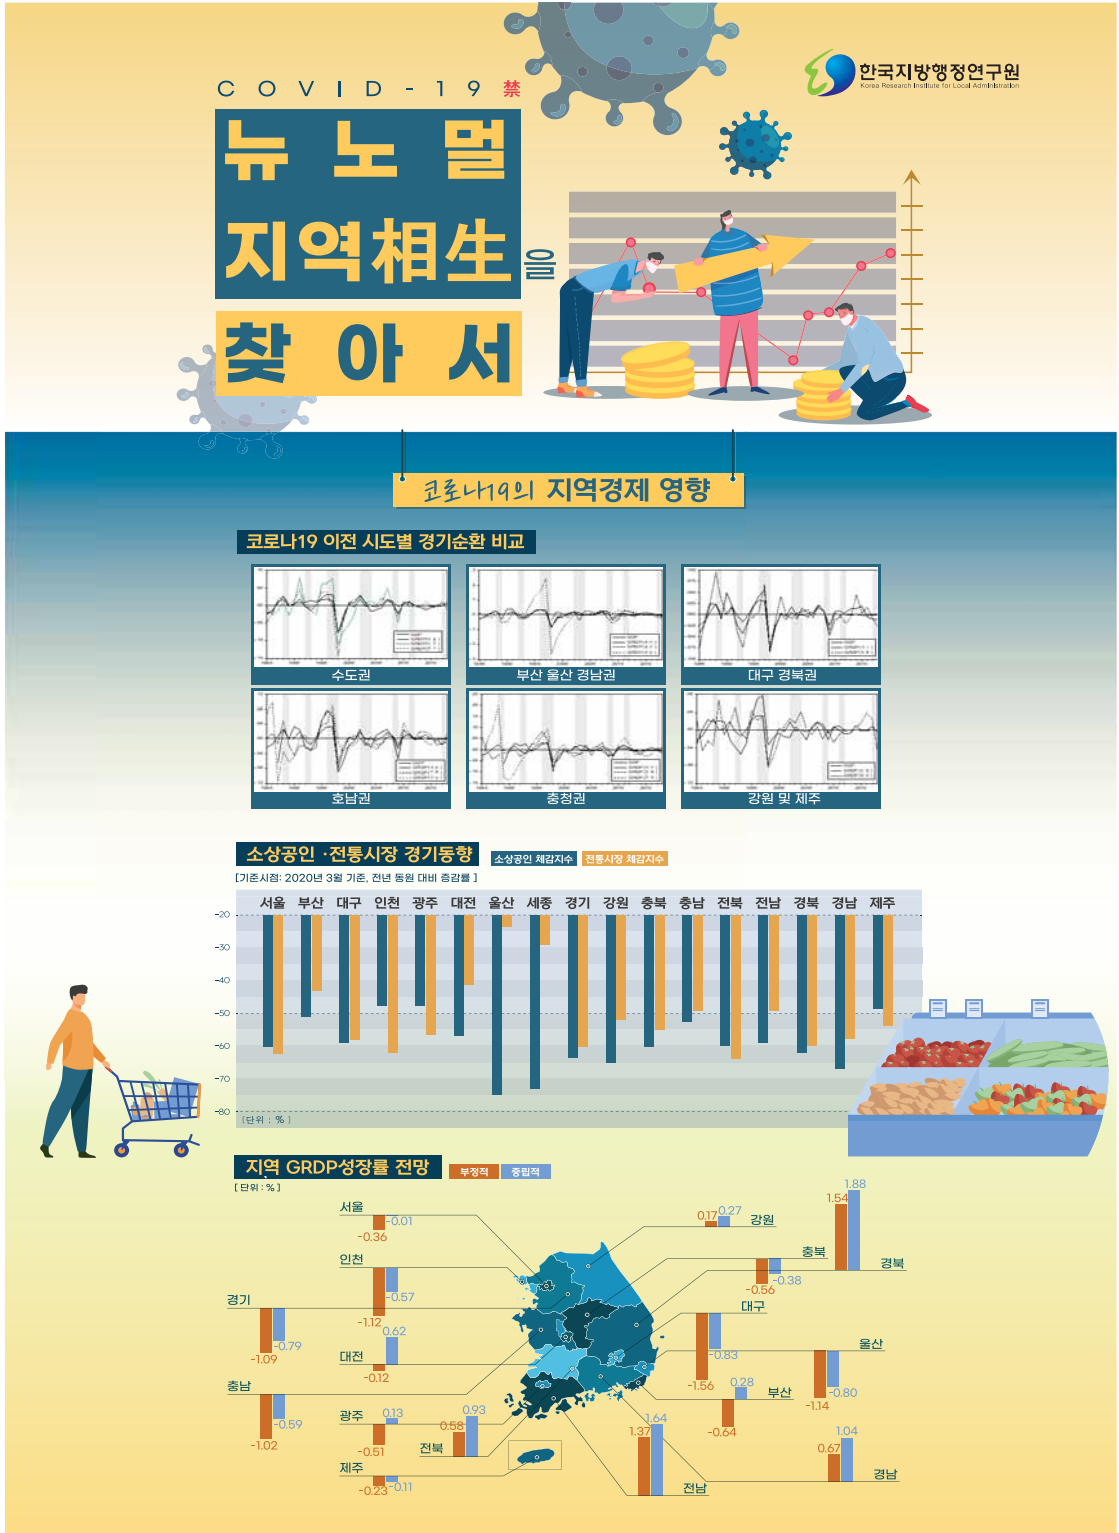 COVID-19 禁
한국지방행정연구원
Korea Research Institute for Local Administration
뉴노멀
지역相生을
찾아서
코로나19의 지역경제 영향
코로나19 이전 시도별 경기순환 비교
수도권
부산 울산 경남권
대구 경북권
호남권
충청권
강원 및 제주
소상공인 ·전통시장 경기동향
소상공인 체감지수 전통시장 체감지수
[기준시점: 2020년 3월 기준, 전년 동월 대비 증감률 ]
서울 부산 대구 인천 광주 대전 울산 세종 경기 강원 충북 충남 전북 전남 경북 경남 제주
-20
-30
-40
-50
-60
-70
-80
[단위 : % ]
지역 GRDP성장률 전망
부정적 중립적
[ 단위 : % ]
서울
-0.01
-0.36
인천
-0.57
-1.12
경기
-0.79
-1.09
대전
0.62
-0.12
충남
-0.59
-1.02
광주
0.13
-0.51
전북
0.58
0.93
제주
-0.23
-0.11
강원
0.17
0.27
충북
-0.56
-0.38
경북
1.54
1.88
대구
-0.83
-1.56
울산
-0.80
-1.14
부산
0.28
-0.64
전남
1.37
1.64
경남
0.67
1.04